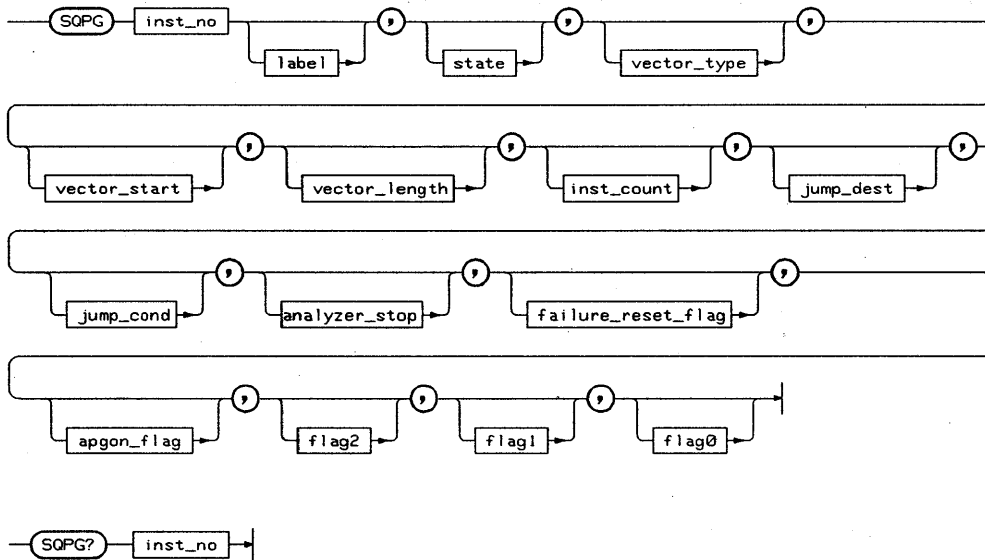 SQPG inst_no , , ,
label state vector_type
, , , ,
vector_start vector_length inst_count jump_dest
, , ,
jump_cond analyzer_stop failure_reset_flag
, , ,
apgon_flag flag2 flag1 flag0
SQPG? inst_no